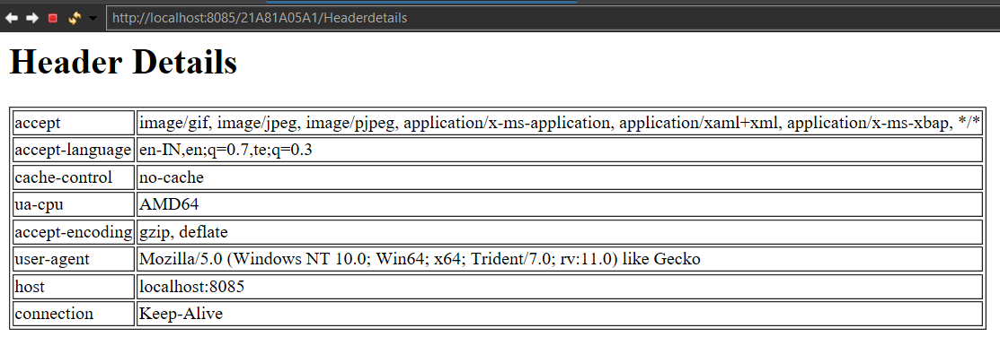 http://localhost:8085/21A81A05A1/Headerdetails
Header Details
accept image/gif, image/jpeg, image/pjpeg, application/x-ms-application, application/xaml+xml, application/x-ms-xbap, */*
accept-language en-IN,en;q=0.7,te;q=0.3
cache-control no-cache
ua-cpu AMD64
accept-encoding gzip, deflate
user-agent Mozilla/5.0 (Windows NT 10.0; Win64; x64; Trident/7.0; rv:11.0) like Gecko
host localhost:8085
connection Keep-Alive